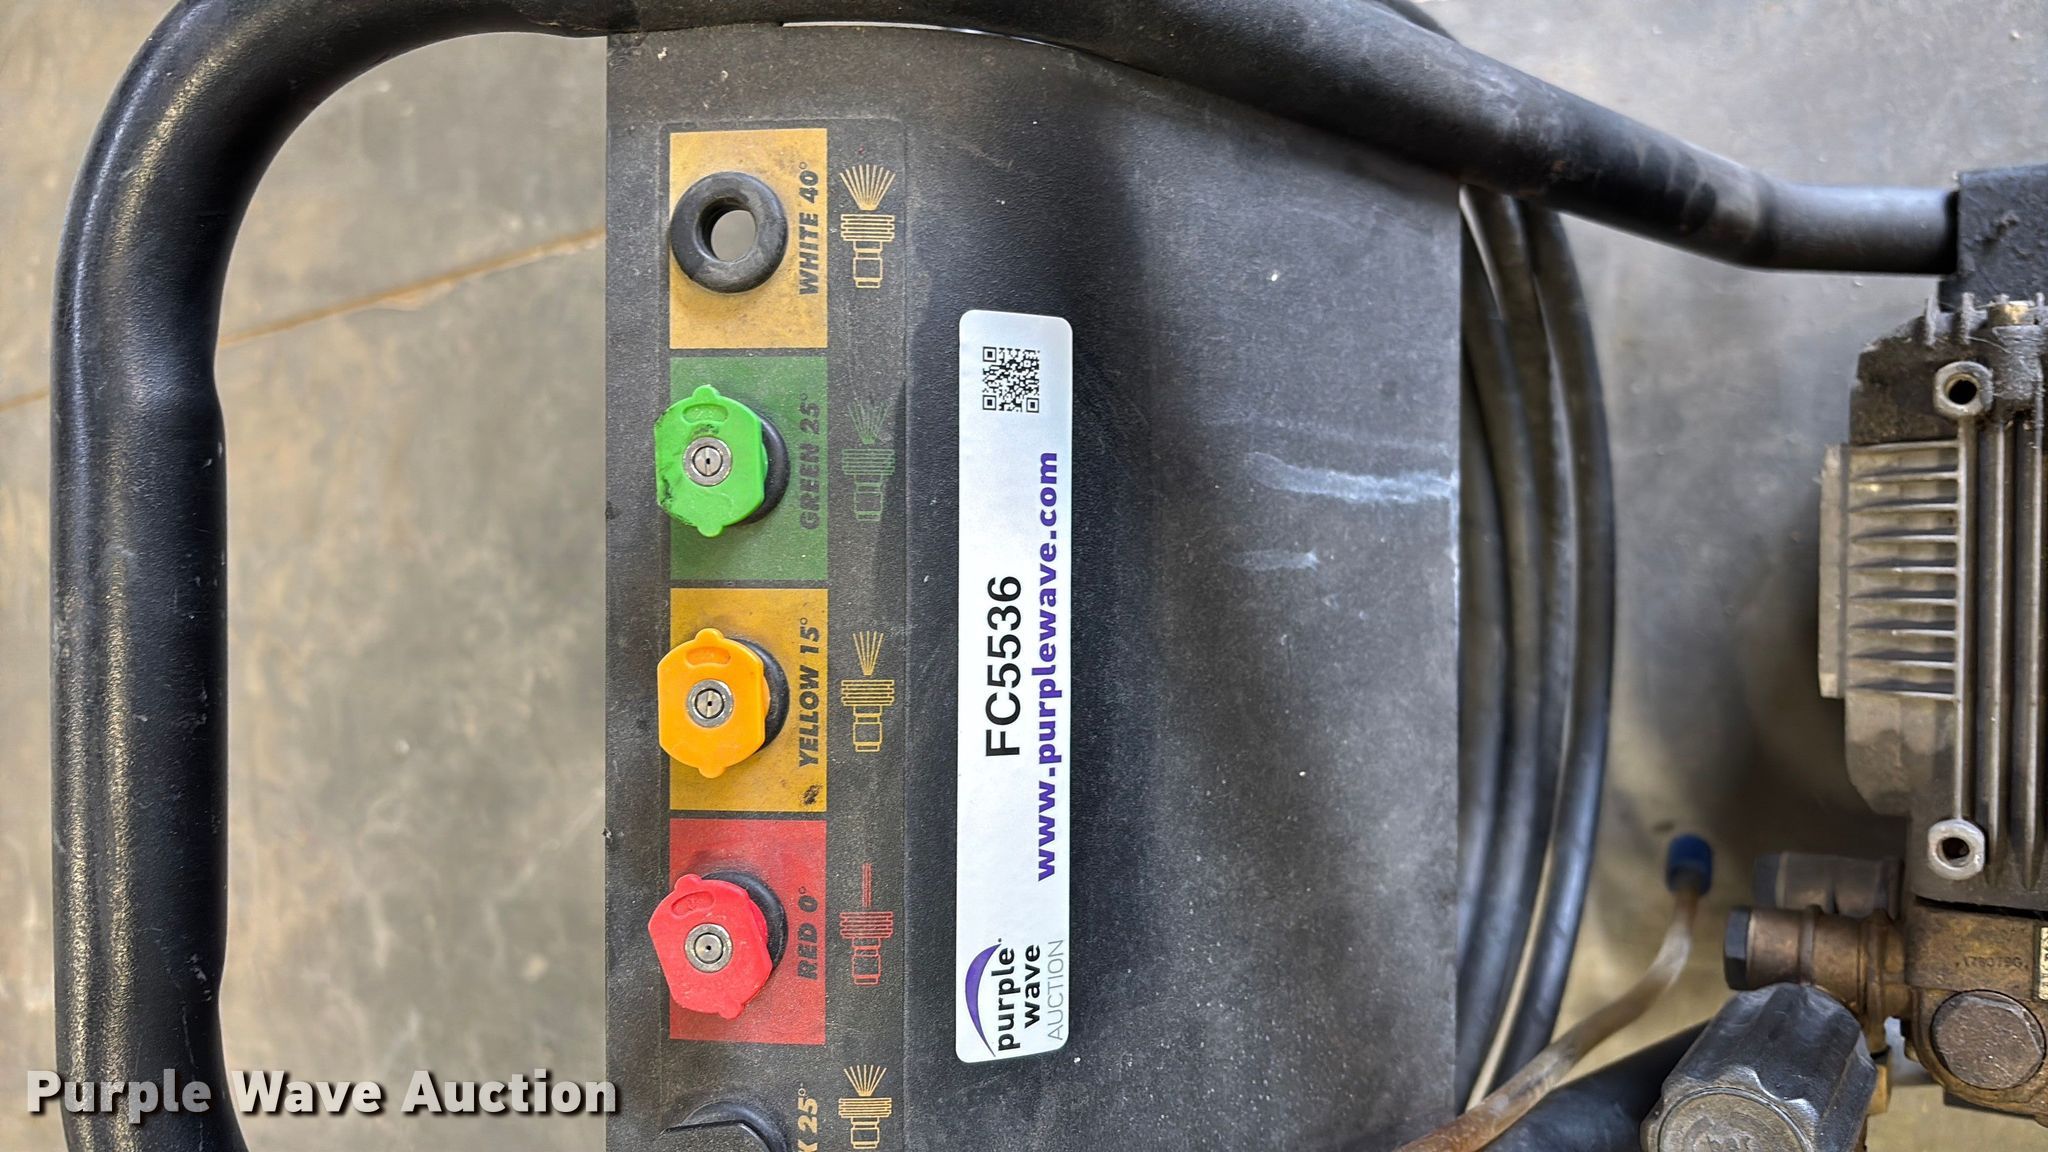 WHITE 40°
GREEN 25°
YELLOW 15°
RED 0°
K 25°
FC5536
www.purplewave.com
purple
wave
AUCTION
Purple Wave Auction